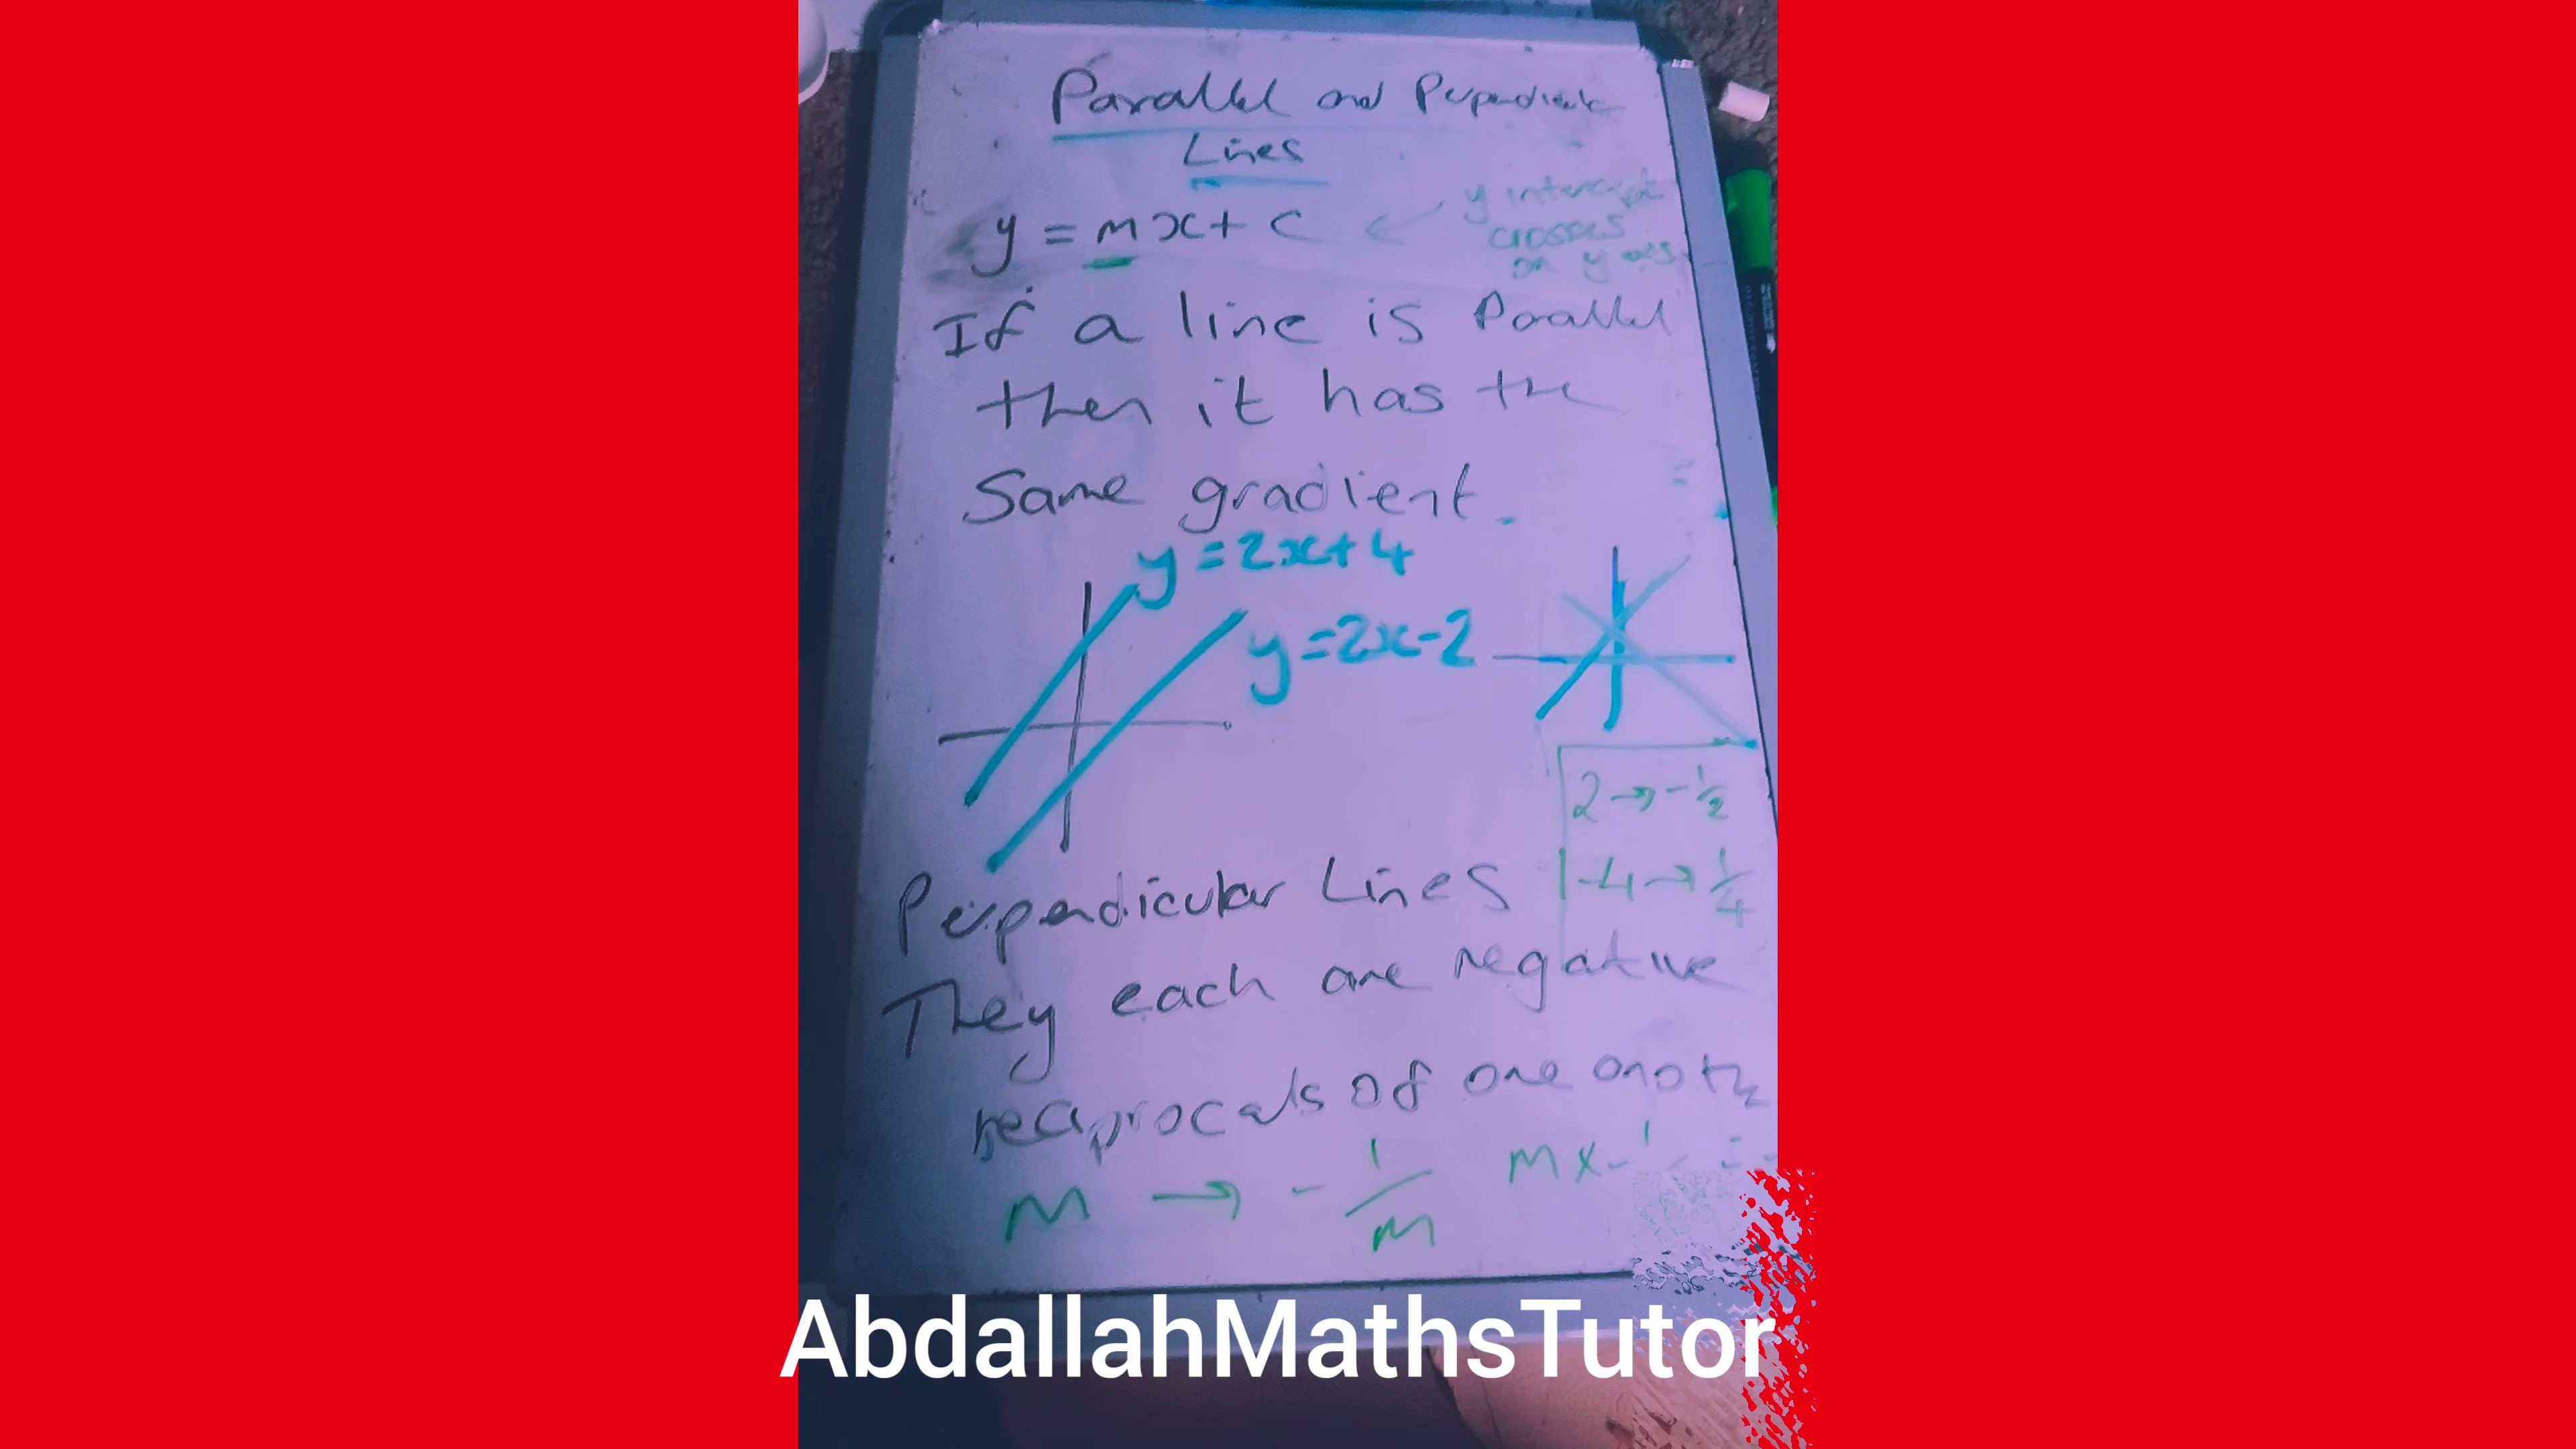 Parallel and Perpendicular
Lines
y = mx + c ← y intercept
crosses
on y axis
If a line is Parallel
then it has the
Same gradient.
y = 2x + 4
y = 2x - 2
2 → -1/2
-4 → 1/4
Perpendicular Lines
They each are negative
reciprocals of one anoth
M → - 1/M
AbdallahMathsTutor